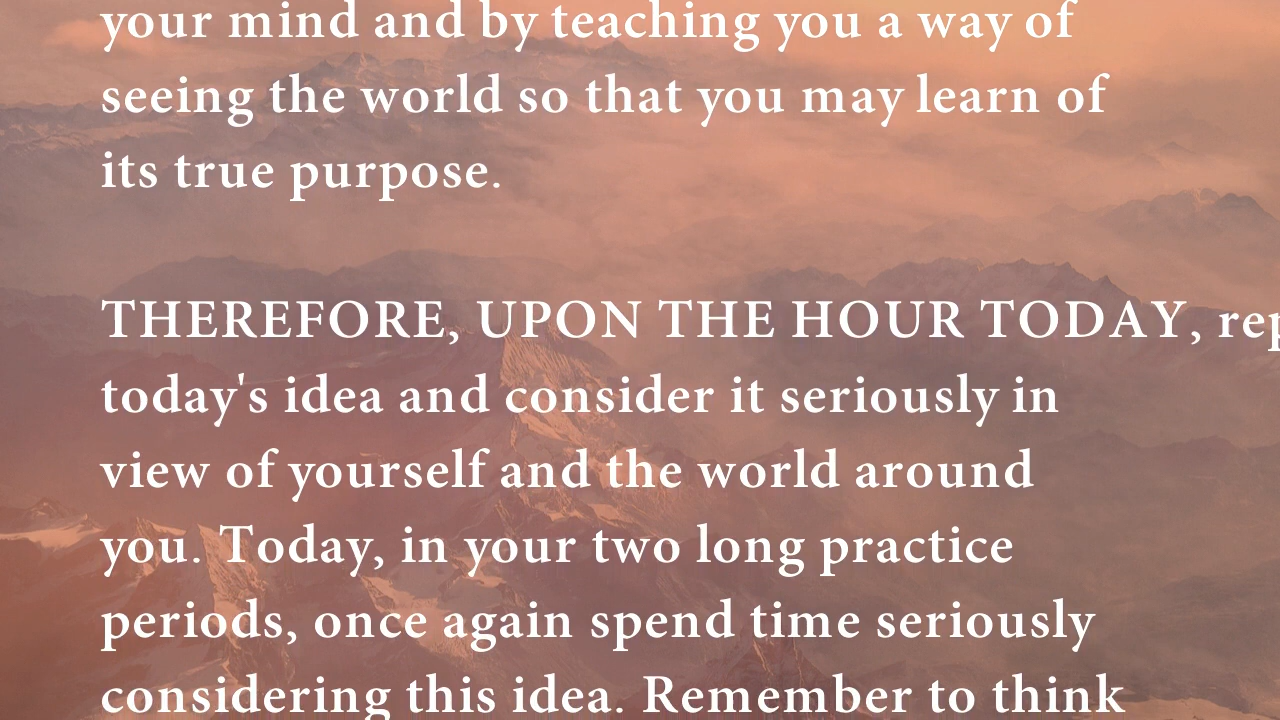 your mind and by teaching you a way of
seeing the world so that you may learn of
its true purpose.
THEREFORE, UPON THE HOUR TODAY,
today's idea and consider it seriously in
view of yourself and the world around
you. Today, in your two long practice
periods, once again spend time seriously
considering this idea. Remember to think